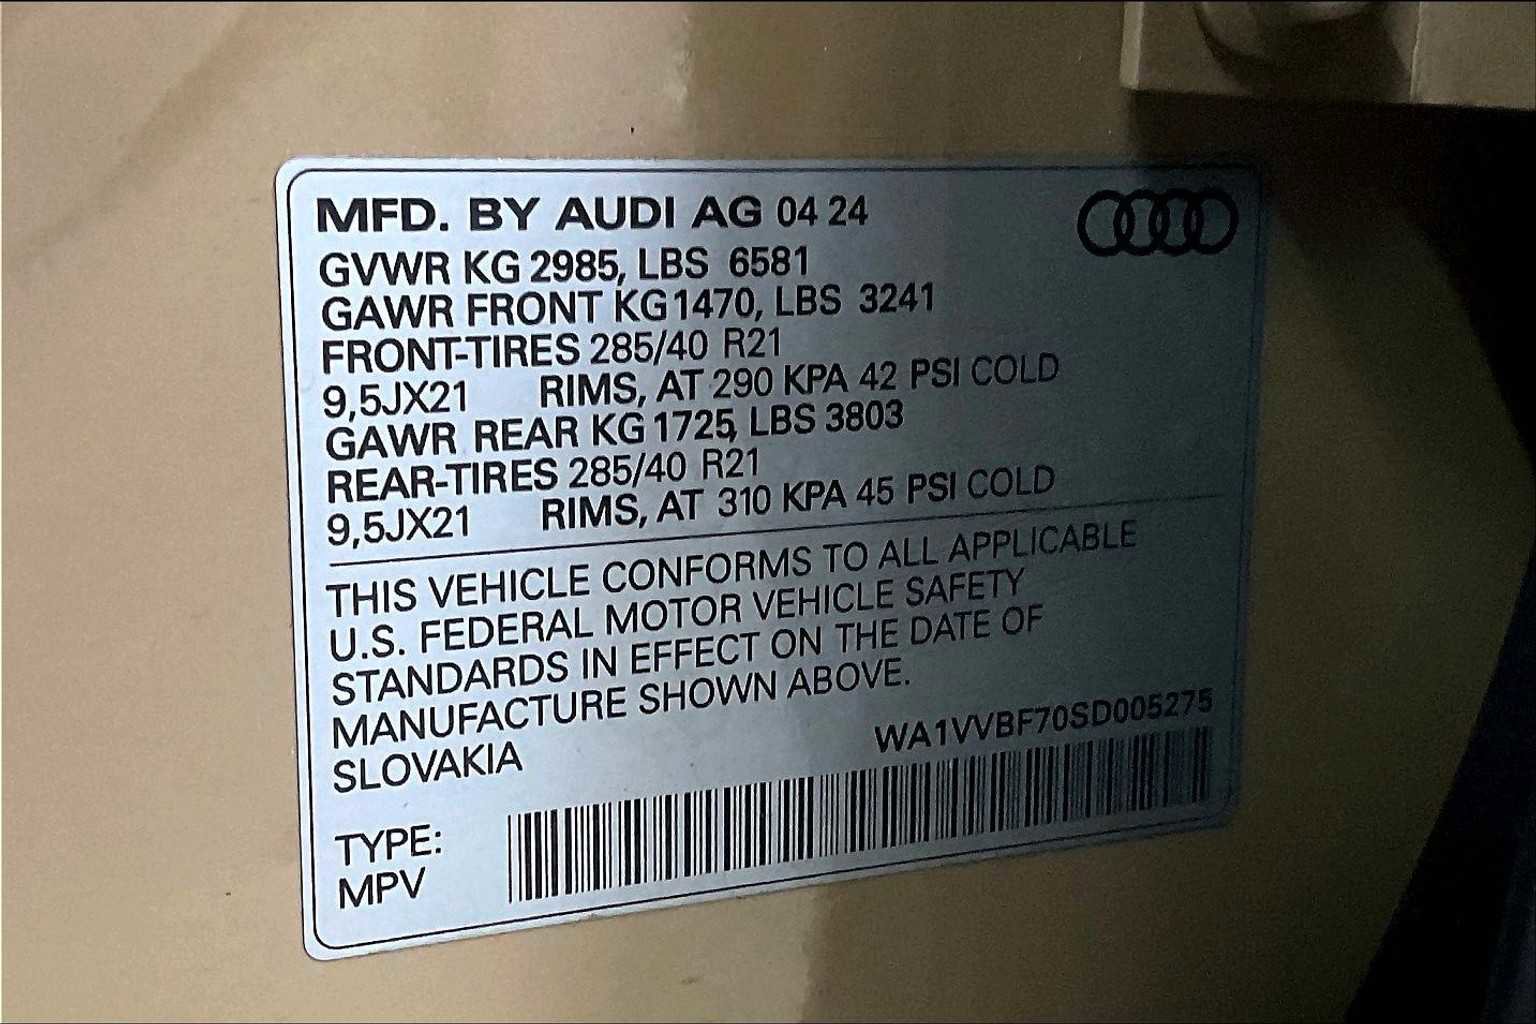 MFD. BY AUDI AG 04 24
GVWR KG 2985, LBS 6581
GAWR FRONT KG 1470, LBS 3241
FRONT-TIRES 285/40 R21
9,5JX21 RIMS, AT 290 KPA 42 PSI COLD
GAWR REAR KG 1725, LBS 3803
REAR-TIRES 285/40 R21
9,5JX21 RIMS, AT 310 KPA 45 PSI COLD
THIS VEHICLE CONFORMS TO ALL APPLICABLE
U.S. FEDERAL MOTOR VEHICLE SAFETY
STANDARDS IN EFFECT ON THE DATE OF
MANUFACTURE SHOWN ABOVE.
SLOVAKIA
WA1VVBF70SD005275
TYPE:
MPV